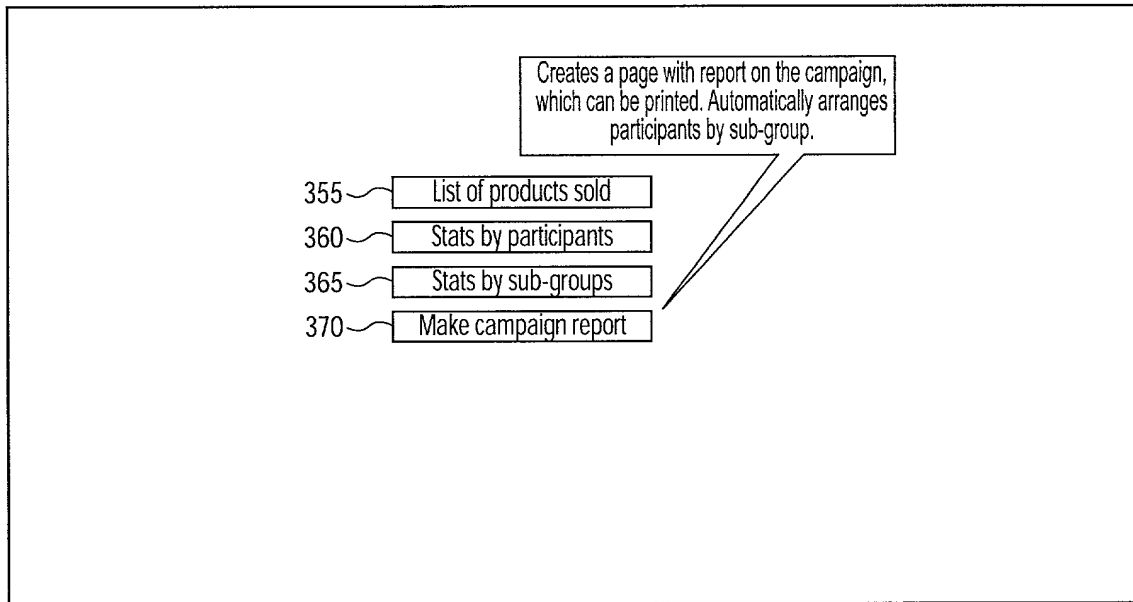 Creates a page with report on the campaign,
which can be printed. Automatically arranges
participants by sub-group.
355 List of products sold
360 Stats by participants
365 Stats by sub-groups
370 Make campaign report